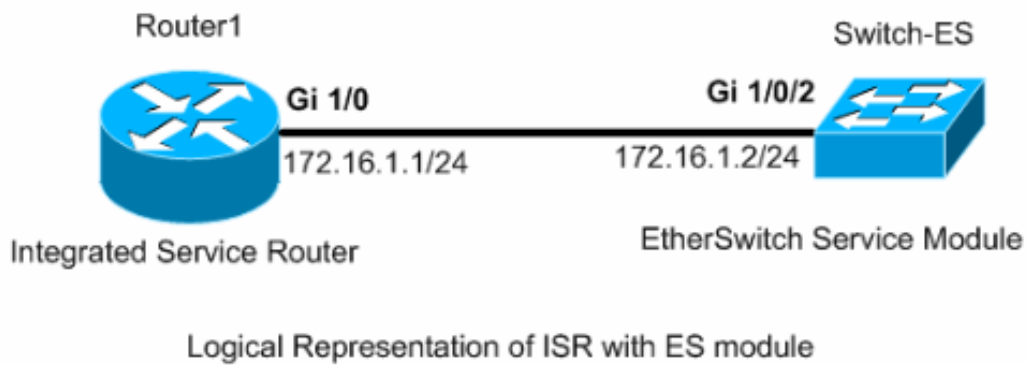 Router1
Switch-ES
Gi 1/0
Gi 1/0/2
172.16.1.1/24
172.16.1.2/24
Integrated Service Router
EtherSwitch Service Module
Logical Representation of ISR with ES module